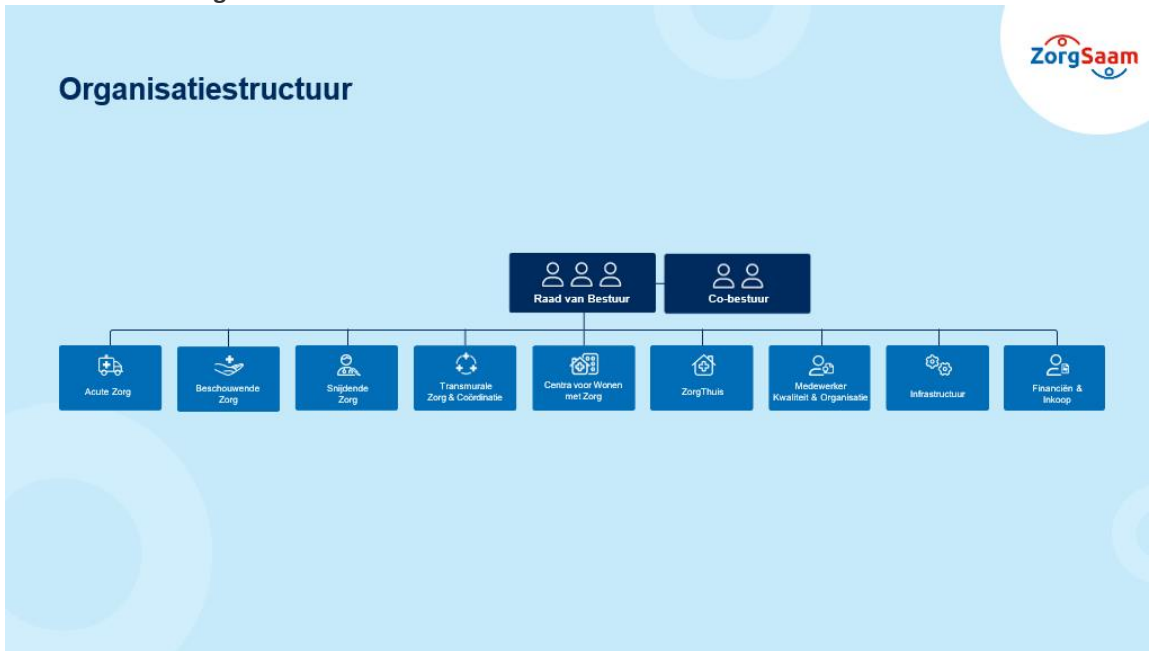 ZorgSaam
Organisatiestructuur
Raad van Bestuur
Co-bestuur
Acute Zorg
Beschouwende
Zorg
Snijdende
Zorg
Transmurale
Zorg & Coördinatie
Centra voor Wonen
met Zorg
ZorgThuis
Medewerker
Kwaliteit & Organisatie
Infrastructuur
Financiën &
Inkoop